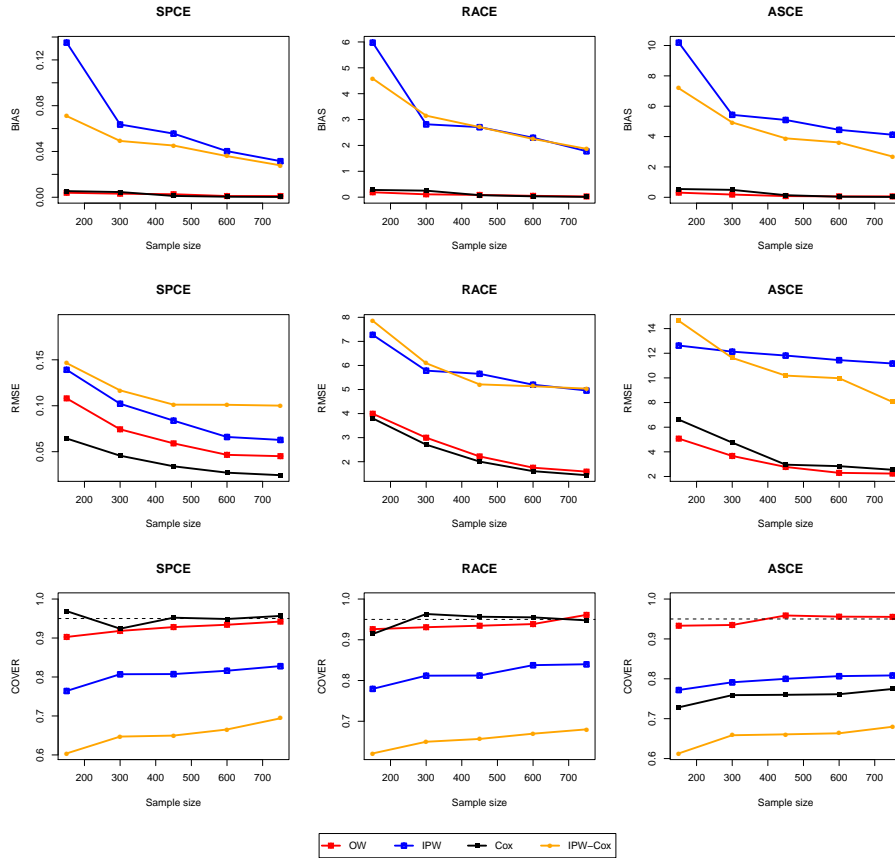 SPCE
BIAS
0.00
0.04
0.08
0.12
200 300 400 500 600 700
Sample size
RACE
BIAS
0 1 2 3 4 5 6
200 300 400 500 600 700
Sample size
ASCE
BIAS
0 2 4 6 8 10
200 300 400 500 600 700
Sample size
SPCE
RMSE
0.05 0.10 0.15
200 300 400 500 600 700
Sample size
RACE
RMSE
2 3 4 5 6 7 8
200 300 400 500 600 700
Sample size
ASCE
RMSE
2 4 6 8 10 12 14
200 300 400 500 600 700
Sample size
SPCE
COVER
0.6 0.7 0.8 0.9 1.0
200 300 400 500 600 700
Sample size
RACE
COVER
0.7 0.8 0.9 1.0
200 300 400 500 600 700
Sample size
ASCE
COVER
0.6 0.7 0.8 0.9 1.0
200 300 400 500 600 700
Sample size
OW IPW Cox IPW−Cox